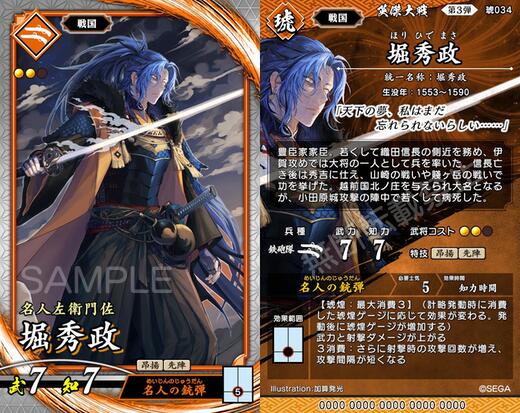 戦国
SAMPLE
名人左衛門佐
堀秀政
昂揚 先陣
武7 知7
めいじんのじゅうだん
名人の銃弾
5
琥
戦国
英傑大戦
第3弾
琥034
ほり ひで まさ
堀秀政
統一名称:堀秀政
生没年:1553~1590
「天下の夢、私はまだ
忘れられないらしい……」
豊臣家家臣。若くして織田信長の側近を務め、伊
賀攻めでは大将の一人として兵を率いた。信長亡
き後は秀吉に仕え、山崎の戦いや賤ヶ岳の戦いで
功を挙げた。越前国北ノ庄を与えられ大名となる
が、小田原城攻撃の陣中で若くして病死した。
兵種 武力 知力 武将コスト
鉄砲隊 7 7 特技 昂揚 先陣
めいじんのじゅうだん 必要士気 効果時間
名人の銃弾 5 知力時間
効果範囲
【琥煌:最大消費3】(計略発動時に消費
した琥煌ゲージに応じて効果が変わる。発
動後に琥煌ゲージが増加する)
武力と射撃ダメージが上がる
3消費:さらに射撃時の攻撃回数が増え、
攻撃間隔が短くなる
Illustration:加算発光
©SEGA
0000 0000 0000 0000 0000